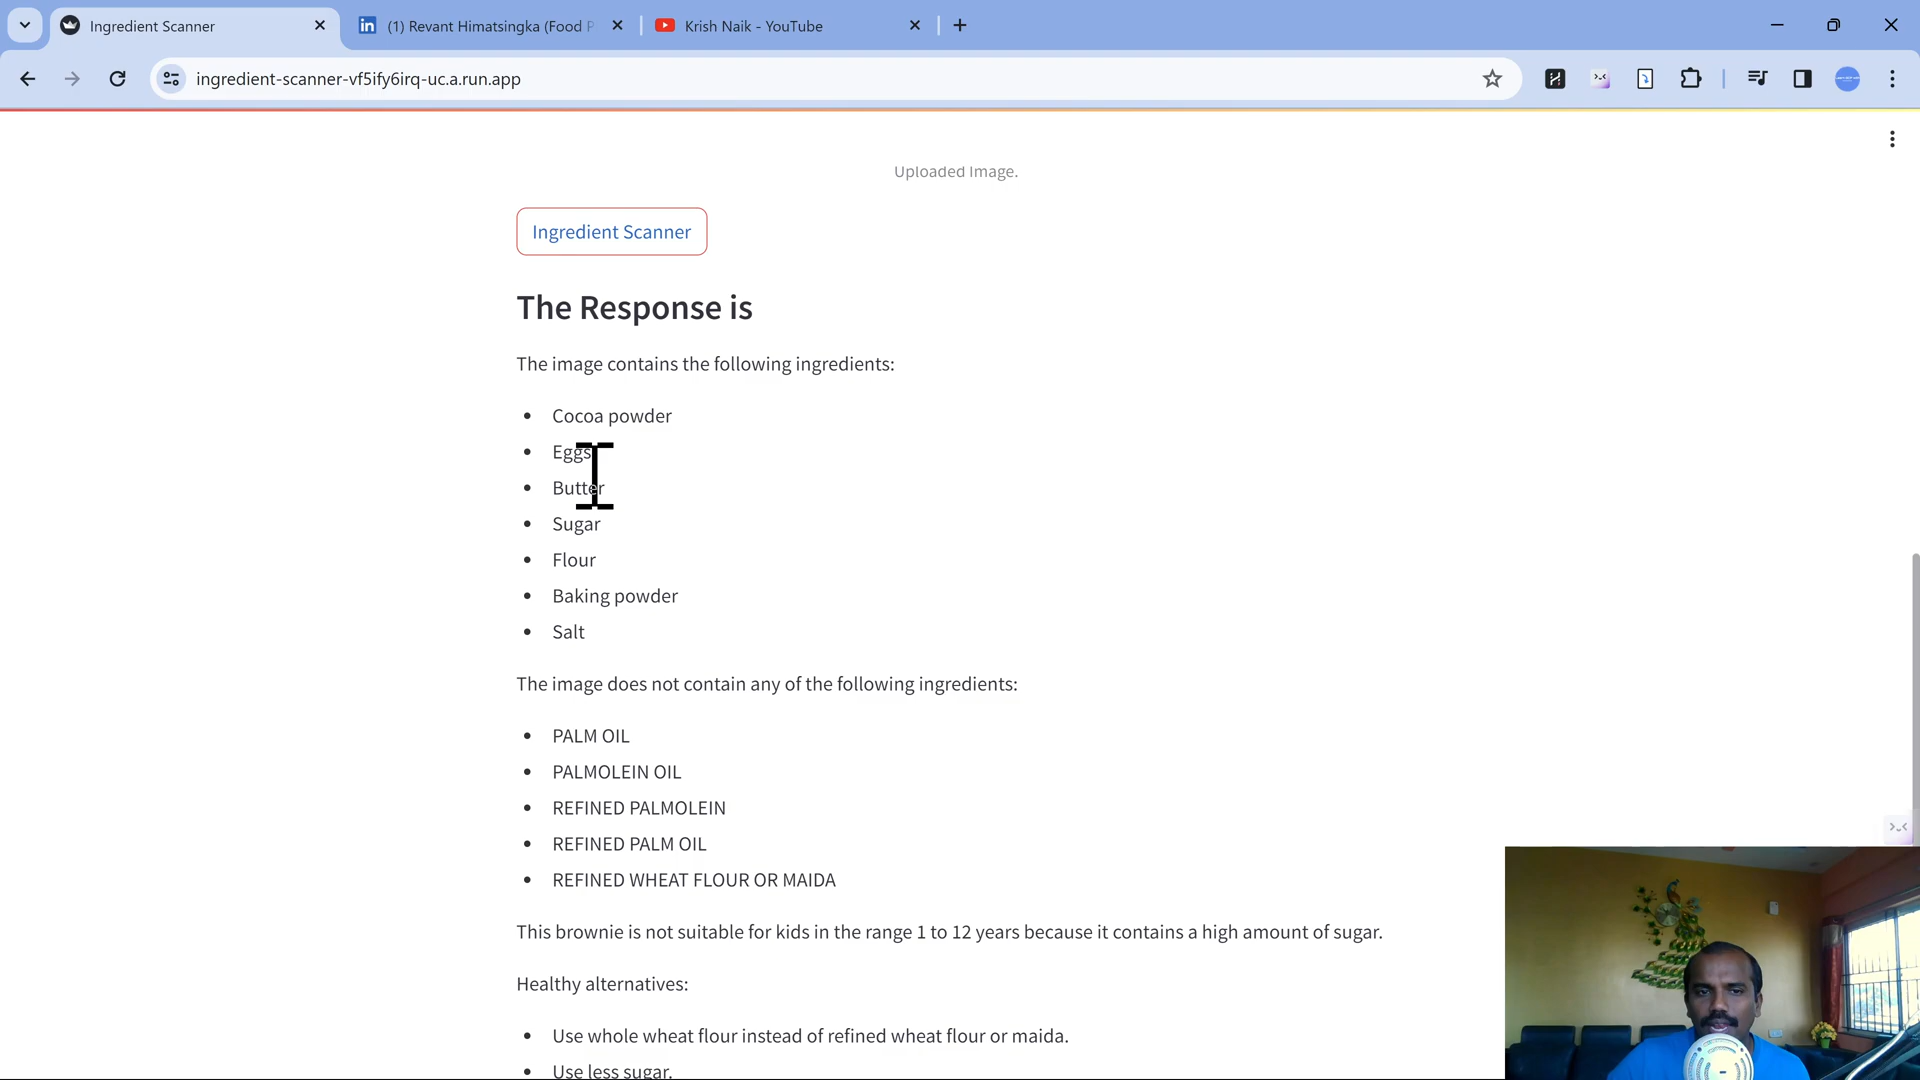 Ingredient Scanner
(1) Revant Himatsingka (Food P
Krish Naik - YouTube
ingredient-scanner-vf5ify6irq-uc.a.run.app
Uploaded Image.
Ingredient Scanner
The Response is
The image contains the following ingredients:
• Cocoa powder
• Eggs
• Butter
• Sugar
• Flour
• Baking powder
• Salt
The image does not contain any of the following ingredients:
• PALM OIL
• PALMOLEIN OIL
• REFINED PALMOLEIN
• REFINED PALM OIL
• REFINED WHEAT FLOUR OR MAIDA
This brownie is not suitable for kids in the range 1 to 12 years because it contains a high amount of sugar.
Healthy alternatives:
• Use whole wheat flour instead of refined wheat flour or maida.
• Use less sugar.